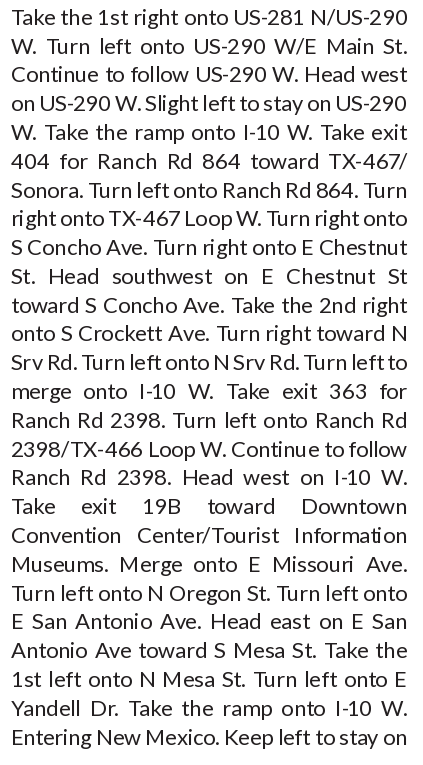 Take the 1st right onto US-281 N/US-290
W. Turn left onto US-290 W/E Main St.
Continue to follow US-290 W. Head west
on US-290 W. Slight left to stay on US-290
W. Take the ramp onto I-10 W. Take exit
404 for Ranch Rd 864 toward TX-467/
Sonora. Turn left onto Ranch Rd 864. Turn
right onto TX-467 Loop W. Turn right onto
S Concho Ave. Turn right onto E Chestnut
St. Head southwest on E Chestnut St
toward S Concho Ave. Take the 2nd right
onto S Crockett Ave. Turn right toward N
Srv Rd. Turn left onto N Srv Rd. Turn left to
merge onto I-10 W. Take exit 363 for
Ranch Rd 2398. Turn left onto Ranch Rd
2398/TX-466 Loop W. Continue to follow
Ranch Rd 2398. Head west on I-10 W.
Take exit 19B toward Downtown
Convention Center/Tourist Information
Museums. Merge onto E Missouri Ave.
Turn left onto N Oregon St. Turn left onto
E San Antonio Ave. Head east on E San
Antonio Ave toward S Mesa St. Take the
1st left onto N Mesa St. Turn left onto E
Yandell Dr. Take the ramp onto I-10 W.
Entering New Mexico. Keep left to stay on